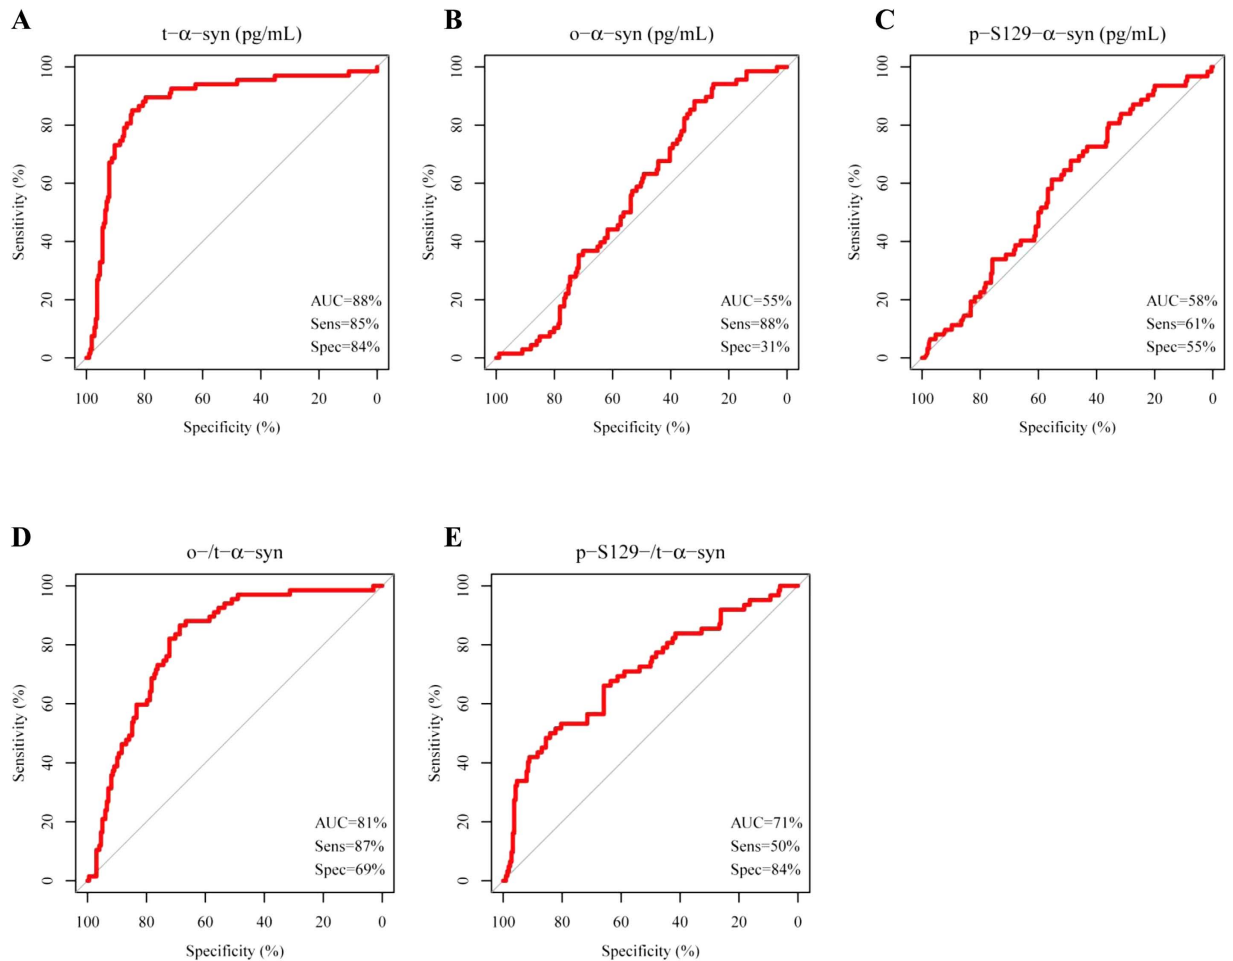 A
t−α−syn (pg/mL)
Sensitivity (%)
100
80
60
40
20
0
AUC=88%
Sens=85%
Spec=84%
100 80 60 40 20 0
Specificity (%)
B
o−α−syn (pg/mL)
Sensitivity (%)
100
80
60
40
20
0
AUC=55%
Sens=88%
Spec=31%
100 80 60 40 20 0
Specificity (%)
C
p−S129−α−syn (pg/mL)
Sensitivity (%)
100
80
60
40
20
0
AUC=58%
Sens=61%
Spec=55%
100 80 60 40 20 0
Specificity (%)
D
o−/t−α−syn
Sensitivity (%)
100
80
60
40
20
0
AUC=81%
Sens=87%
Spec=69%
100 80 60 40 20 0
Specificity (%)
E
p−S129−/t−α−syn
Sensitivity (%)
100
80
60
40
20
0
AUC=71%
Sens=50%
Spec=84%
100 80 60 40 20 0
Specificity (%)